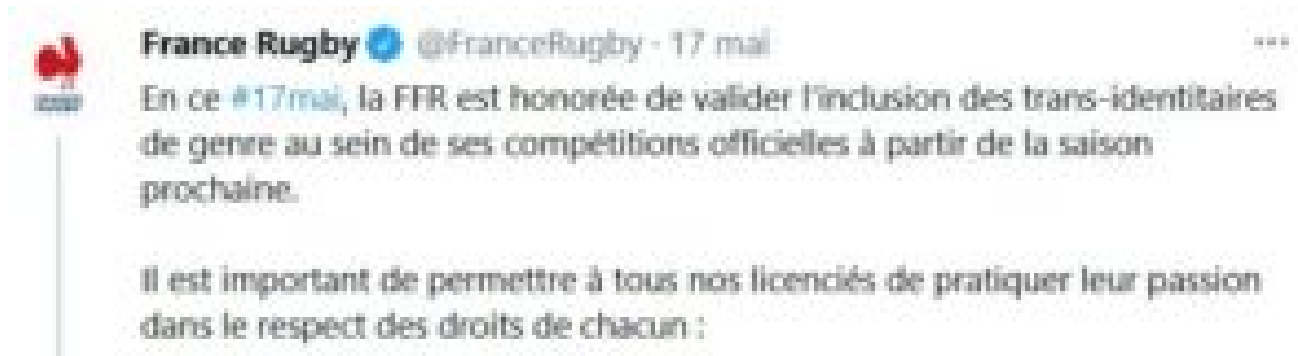 France Rugby @FranceRugby · 17 mai
En ce #17mai, la FFR est honorée de valider l'inclusion des trans-identitaires
de genre au sein de ses compétitions officielles à partir de la saison
prochaine.
Il est important de permettre à tous nos licenciés de pratiquer leur passion
dans le respect des droits de chacun :